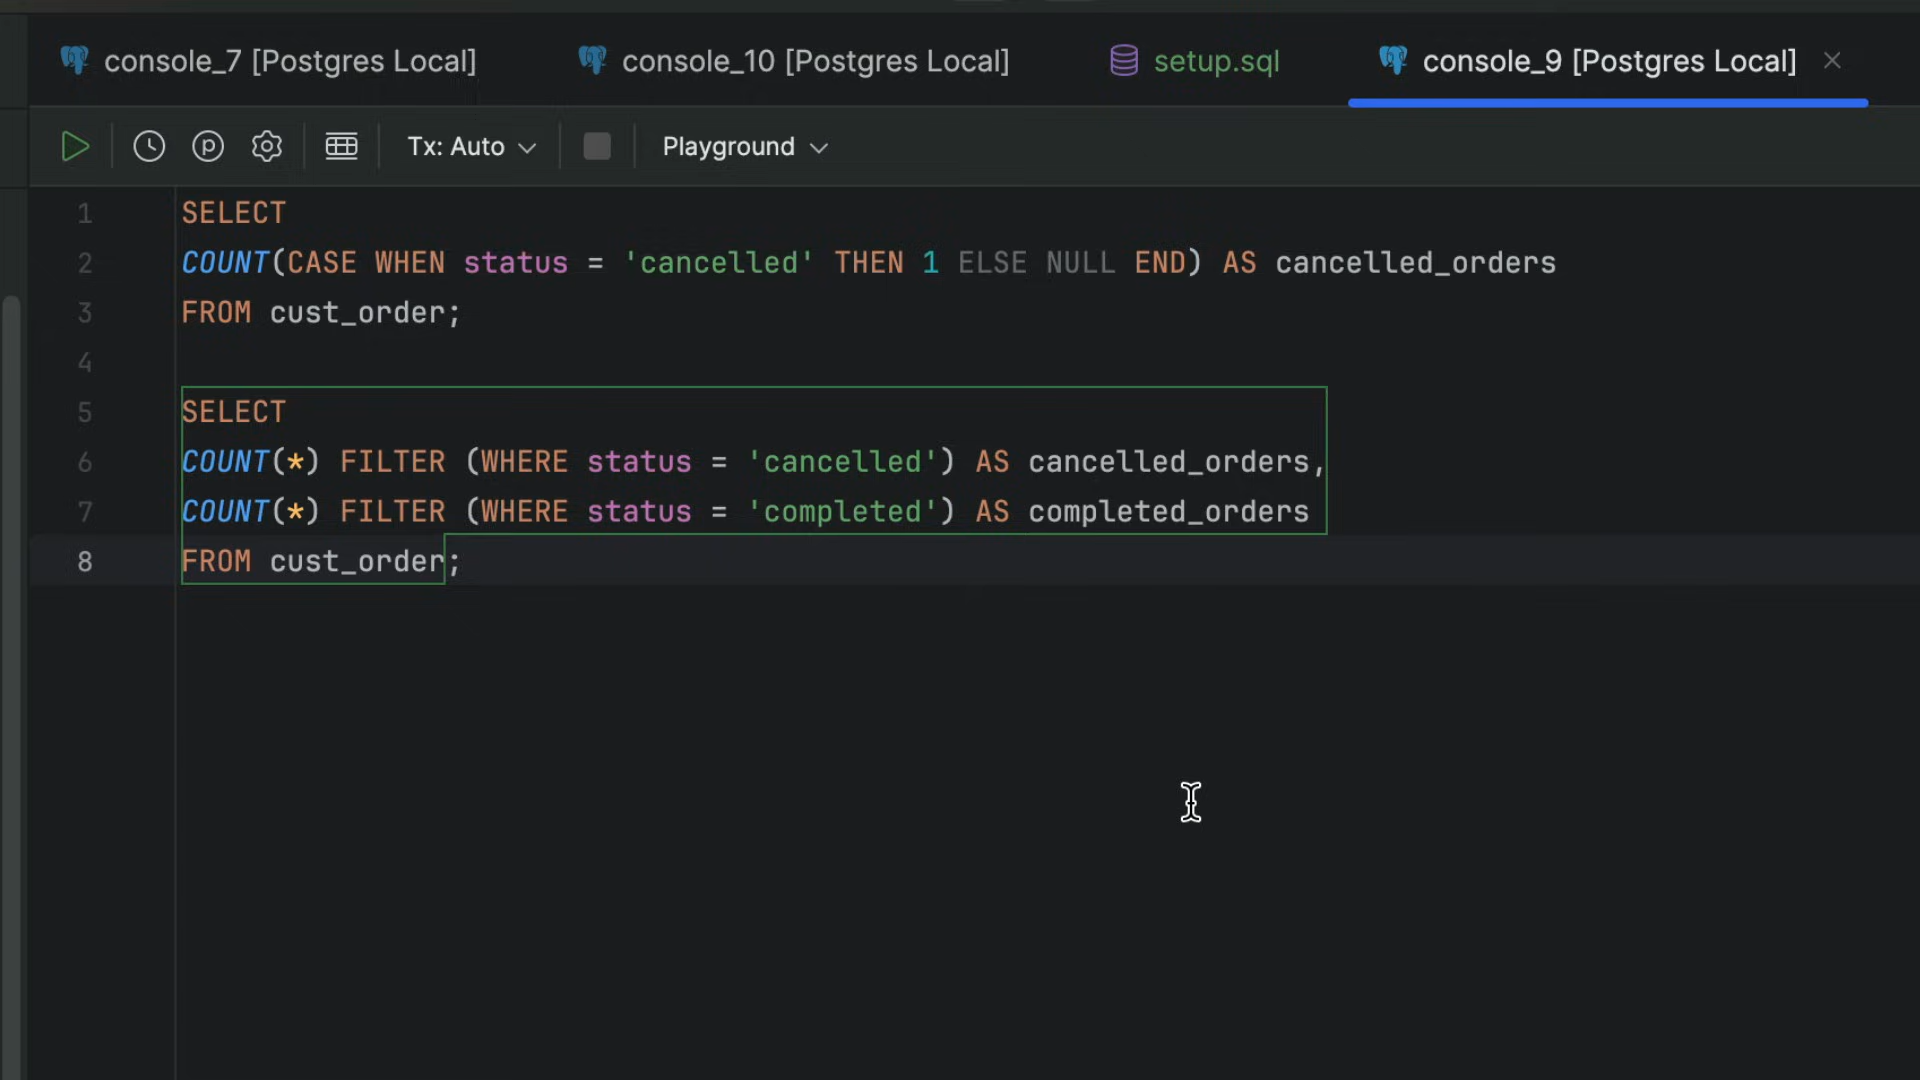 console_7 [Postgres Local] console_10 [Postgres Local] setup.sql console_9 [Postgres Local]
Tx: Auto Playground
1 SELECT
2 COUNT(CASE WHEN status = 'cancelled' THEN 1 ELSE NULL END) AS cancelled_orders
3 FROM cust_order;
4
5 SELECT
6 COUNT(*) FILTER (WHERE status = 'cancelled') AS cancelled_orders,
7 COUNT(*) FILTER (WHERE status = 'completed') AS completed_orders
8 FROM cust_order;